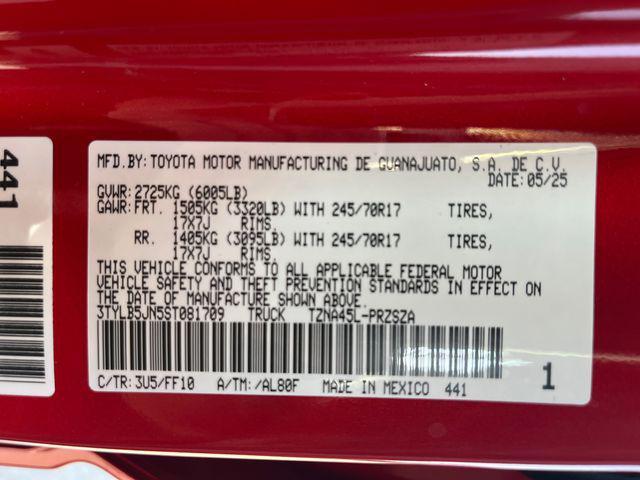 441
MFD.BY: TOYOTA MOTOR MANUFACTURING DE GUANAJUATO, S.A. DE C.V.
DATE: 05/25
GVWR: 2725KG (6005LB)
GAWR: FRT. 1505KG (3320LB) WITH 245/70R17 TIRES,
17X7J RIMS,
RR. 1405KG (3095LB) WITH 245/70R17 TIRES,
17X7J RIMS.
THIS VEHICLE CONFORMS TO ALL APPLICABLE FEDERAL MOTOR
VEHICLE SAFETY AND THEFT PREVENTION STANDARDS IN EFFECT ON
THE DATE OF MANUFACTURE SHOWN ABOVE.
3TYLB5JN5ST081709 TRUCK TZNA45L-PRZSZA
C/TR: 3U5/FF10 A/TM: /AL80F MADE IN MEXICO 441 1